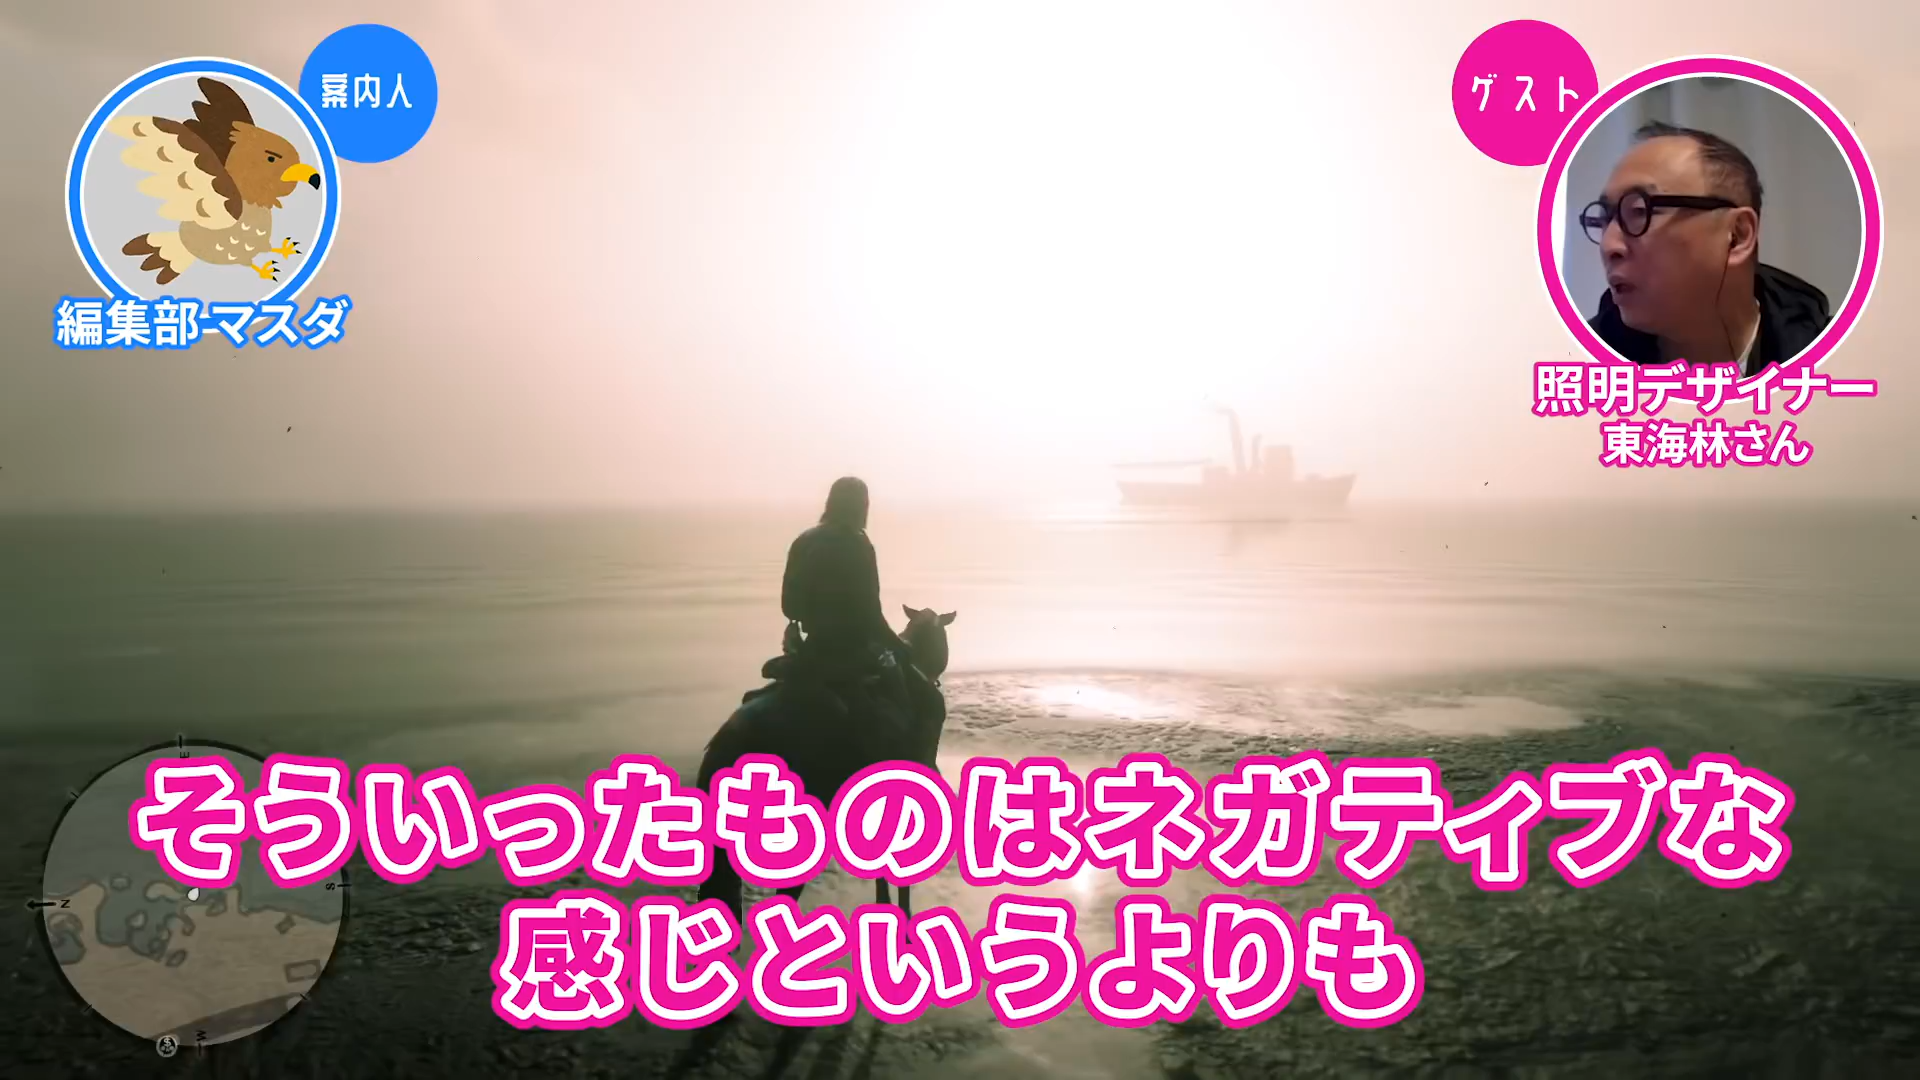 案内人
編集部 マスダ
ゲスト
照明デザイナー
東海林さん
そういったものはネガティブな
感じというよりも
E
S
N
W